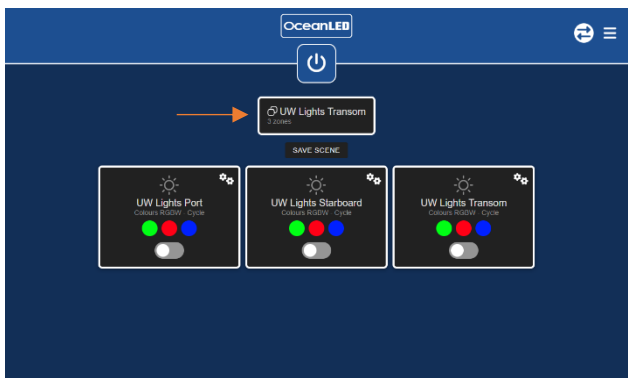 OceanLED
UW Lights Transom
3 zones
SAVE SCENE
UW Lights Port
Colours RGBW - Cycle
UW Lights Starboard
Colours RGBW - Cycle
UW Lights Transom
Colours RGBW - Cycle